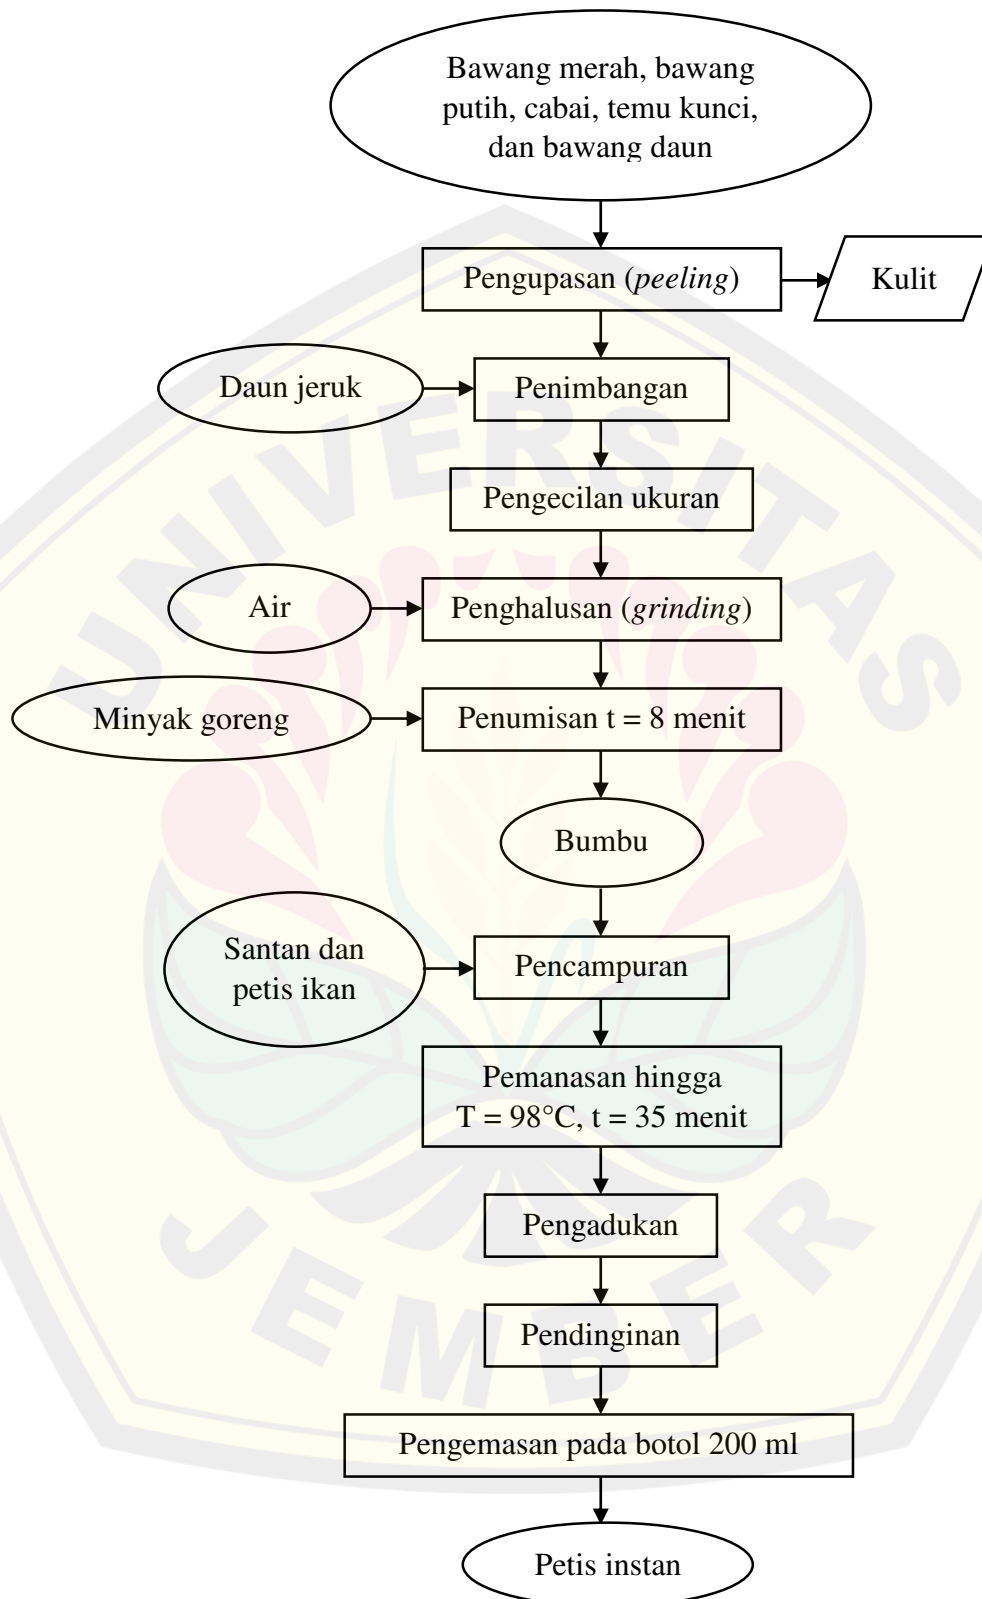 Bawang merah, bawang
putih, cabai, temu kunci,
dan bawang daun
Pengupasan (peeling)
Kulit
Daun jeruk
Penimbangan
Pengecilan ukuran
Air
Penghalusan (grinding)
Minyak goreng
Penumisan t = 8 menit
Bumbu
Santan dan
petis ikan
Pencampuran
Pemanasan hingga
T = 98°C, t = 35 menit
Pengadukan
Pendinginan
Pengemasan pada botol 200 ml
Petis instan
UNIVERSITAS
JEMBER